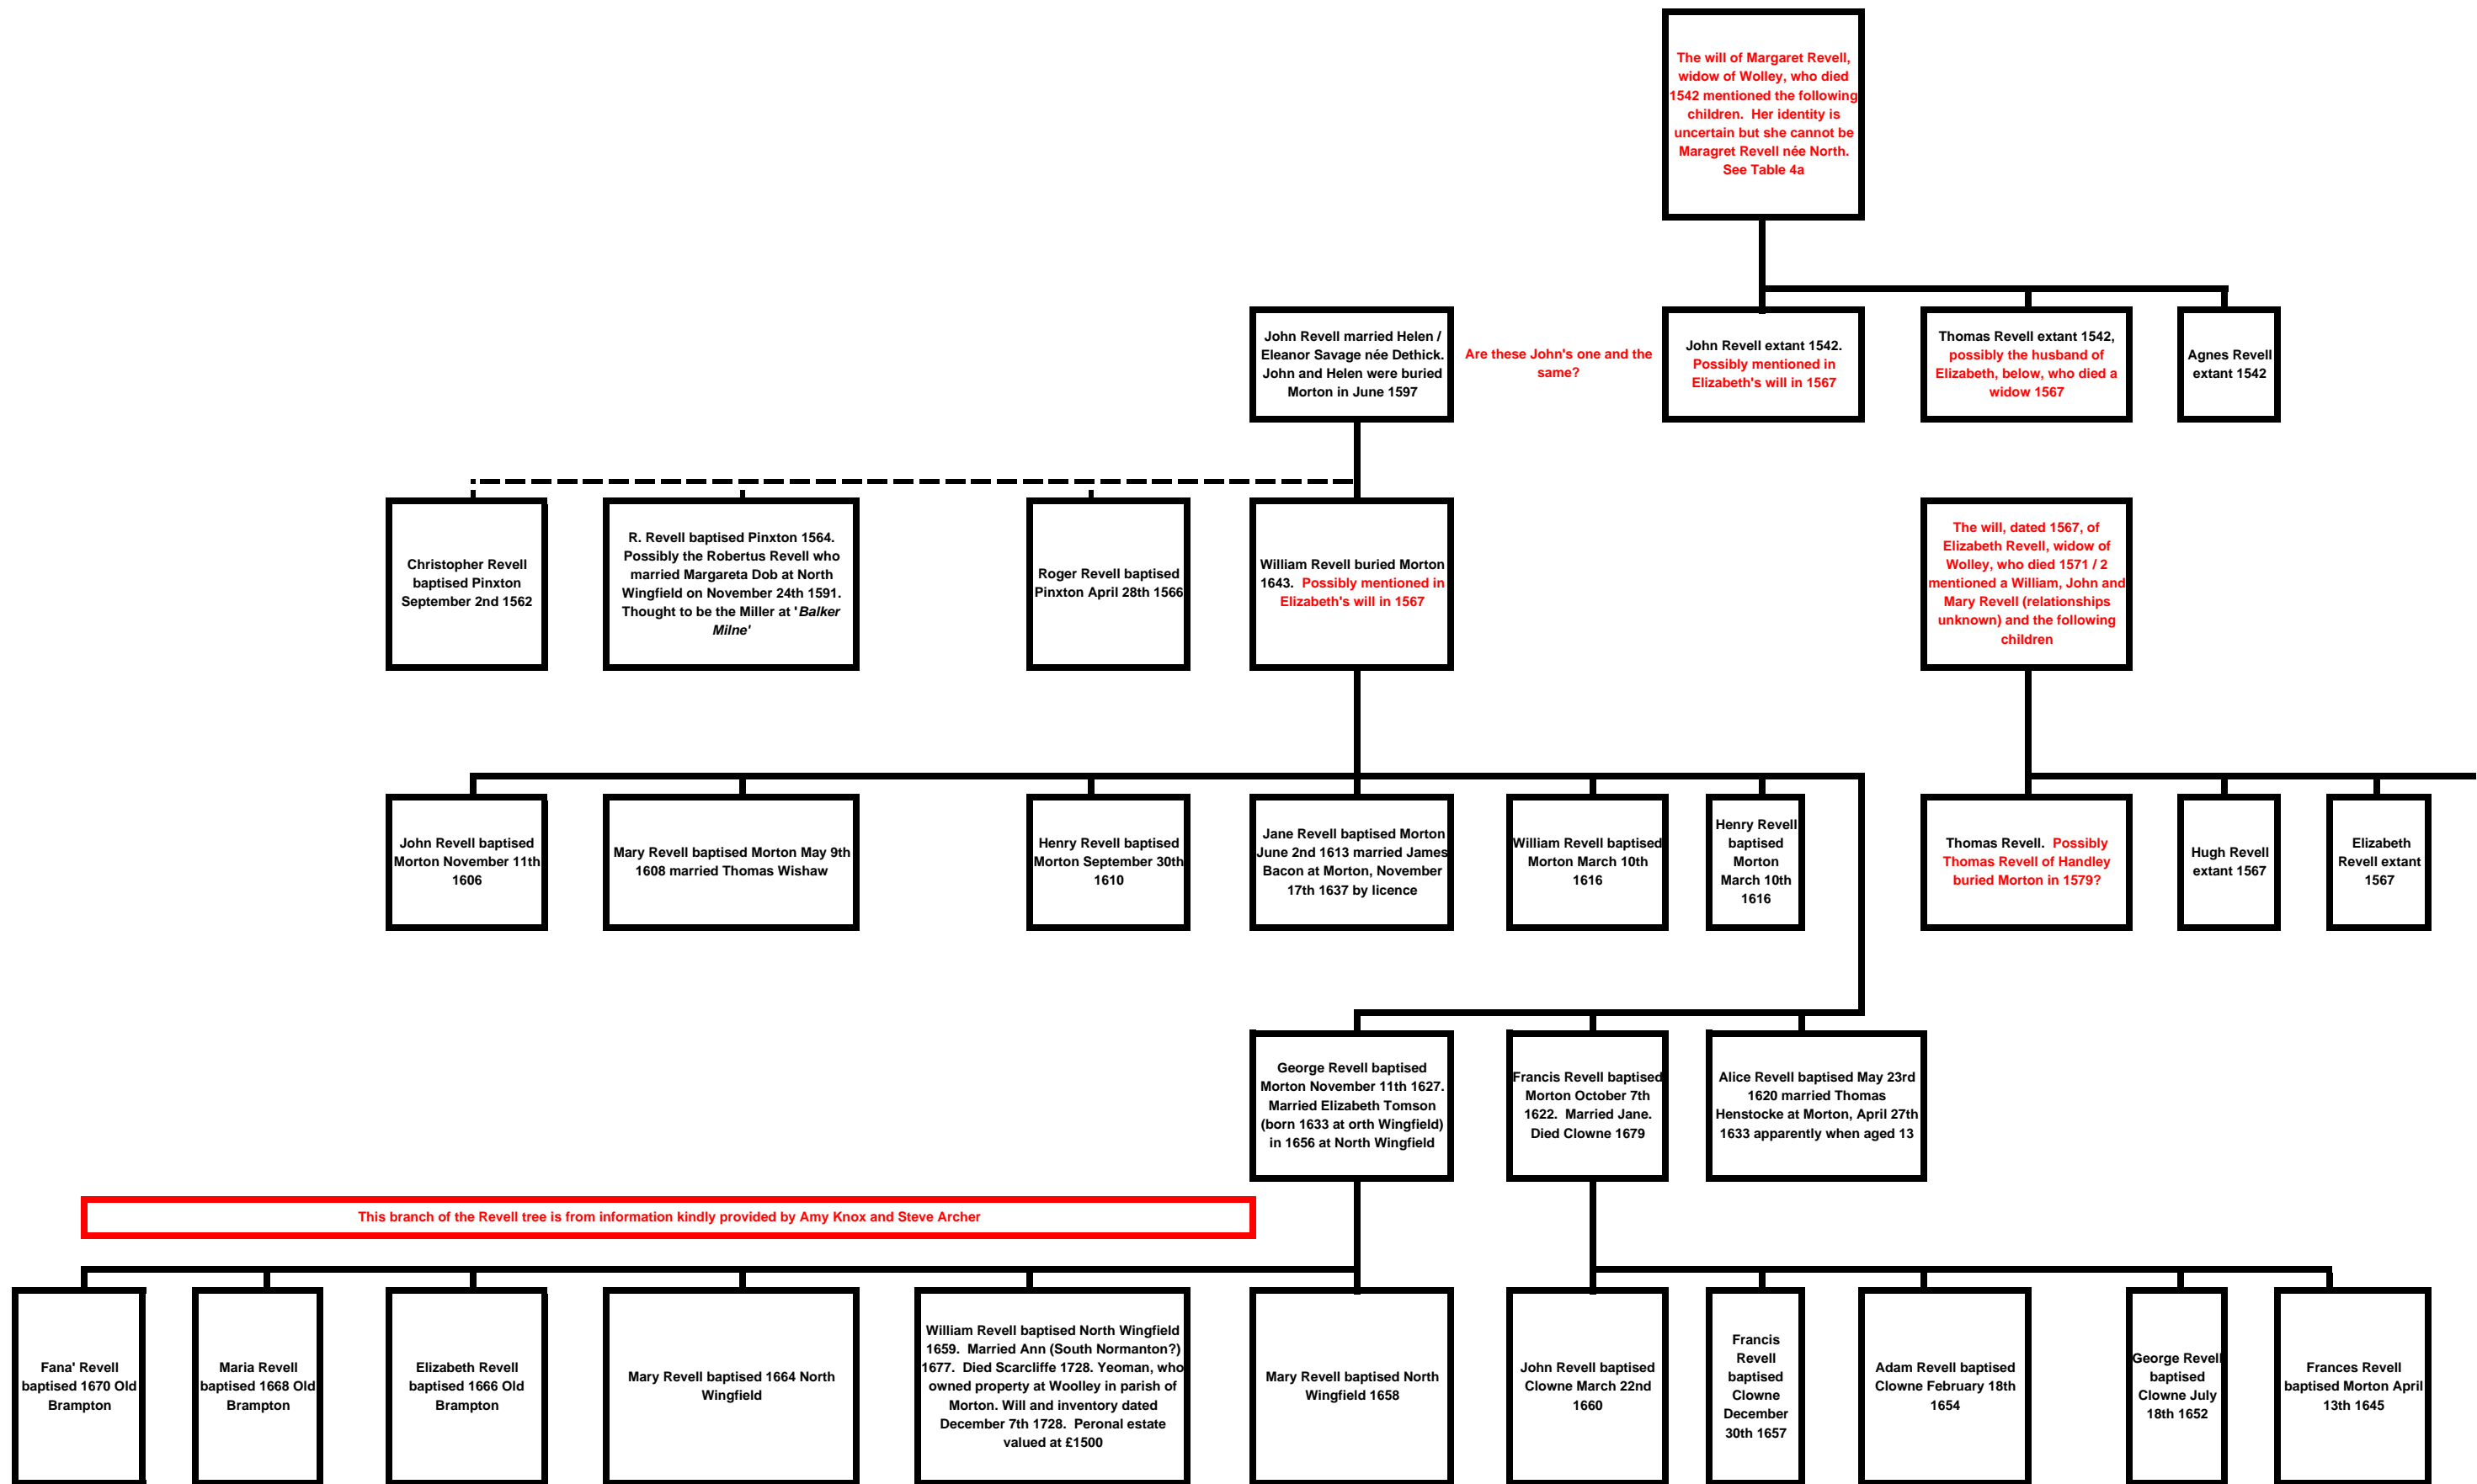 The will of Margaret Revell,
widow of Wolley, who died
1542 mentioned the following
children.  Her identity is
uncertain but she cannot be
Maragret Revell née North.
See Table 4a
John Revell married Helen /
Eleanor Savage née Dethick.
John and Helen were buried
Morton in June 1597
Are these John's one and the
same?
John Revell extant 1542.
Possibly mentioned in
Elizabeth's will in 1567
Thomas Revell extant 1542,
possibly the husband of
Elizabeth, below, who died a
widow 1567
Agnes Revell
extant 1542
Christopher Revell
baptised Pinxton
September 2nd 1562
R. Revell baptised Pinxton 1564.
Possibly the Robertus Revell who
married Margareta Dob at North
Wingfield on November 24th 1591.
Thought to be the Miller at 'Balker
Milne'
Roger Revell baptised
Pinxton April 28th 1566
William Revell buried Morton
1643.  Possibly mentioned in
Elizabeth's will in 1567
The will, dated 1567, of
Elizabeth Revell, widow of
Wolley, who died 1571 / 2
mentioned a William, John and
Mary Revell (relationships
unknown) and the following
children
John Revell baptised
Morton November 11th
1606
Mary Revell baptised Morton May 9th
1608 married Thomas Wishaw
Henry Revell baptised
Morton September 30th
1610
Jane Revell baptised Morton
June 2nd 1613 married James
Bacon at Morton, November
17th 1637 by licence
William Revell baptised
Morton March 10th
1616
Henry Revell
baptised
Morton
March 10th
1616
Thomas Revell.  Possibly
Thomas Revell of Handley
buried Morton in 1579?
Hugh Revell
extant 1567
Elizabeth
Revell extant
1567
George Revell baptised
Morton November 11th 1627.
Married Elizabeth Tomson
(born 1633 at orth Wingfield)
in 1656 at North Wingfield
Francis Revell baptised
Morton October 7th
1622.  Married Jane.
Died Clowne 1679
Alice Revell baptised May 23rd
1620 married Thomas
Henstocke at Morton, April 27th
1633 apparently when aged 13
This branch of the Revell tree is from information kindly provided by Amy Knox and Steve Archer
Fana' Revell
baptised 1670 Old
Brampton
Maria Revell
baptised 1668 Old
Brampton
Elizabeth Revell
baptised 1666 Old
Brampton
Mary Revell baptised 1664 North
Wingfield
William Revell baptised North Wingfield
1659.  Married Ann (South Normanton?)
1677.  Died Scarcliffe 1728. Yeoman, who
owned property at Woolley in parish of
Morton. Will and inventory dated
December 7th 1728.  Peronal estate
valued at £1500
Mary Revell baptised North
Wingfield 1658
John Revell baptised
Clowne March 22nd
1660
Francis
Revell
baptised
Clowne
December
30th 1657
Adam Revell baptised
Clowne February 18th
1654
George Revell
baptised
Clowne July
18th 1652
Frances Revell
baptised Morton April
13th 1645